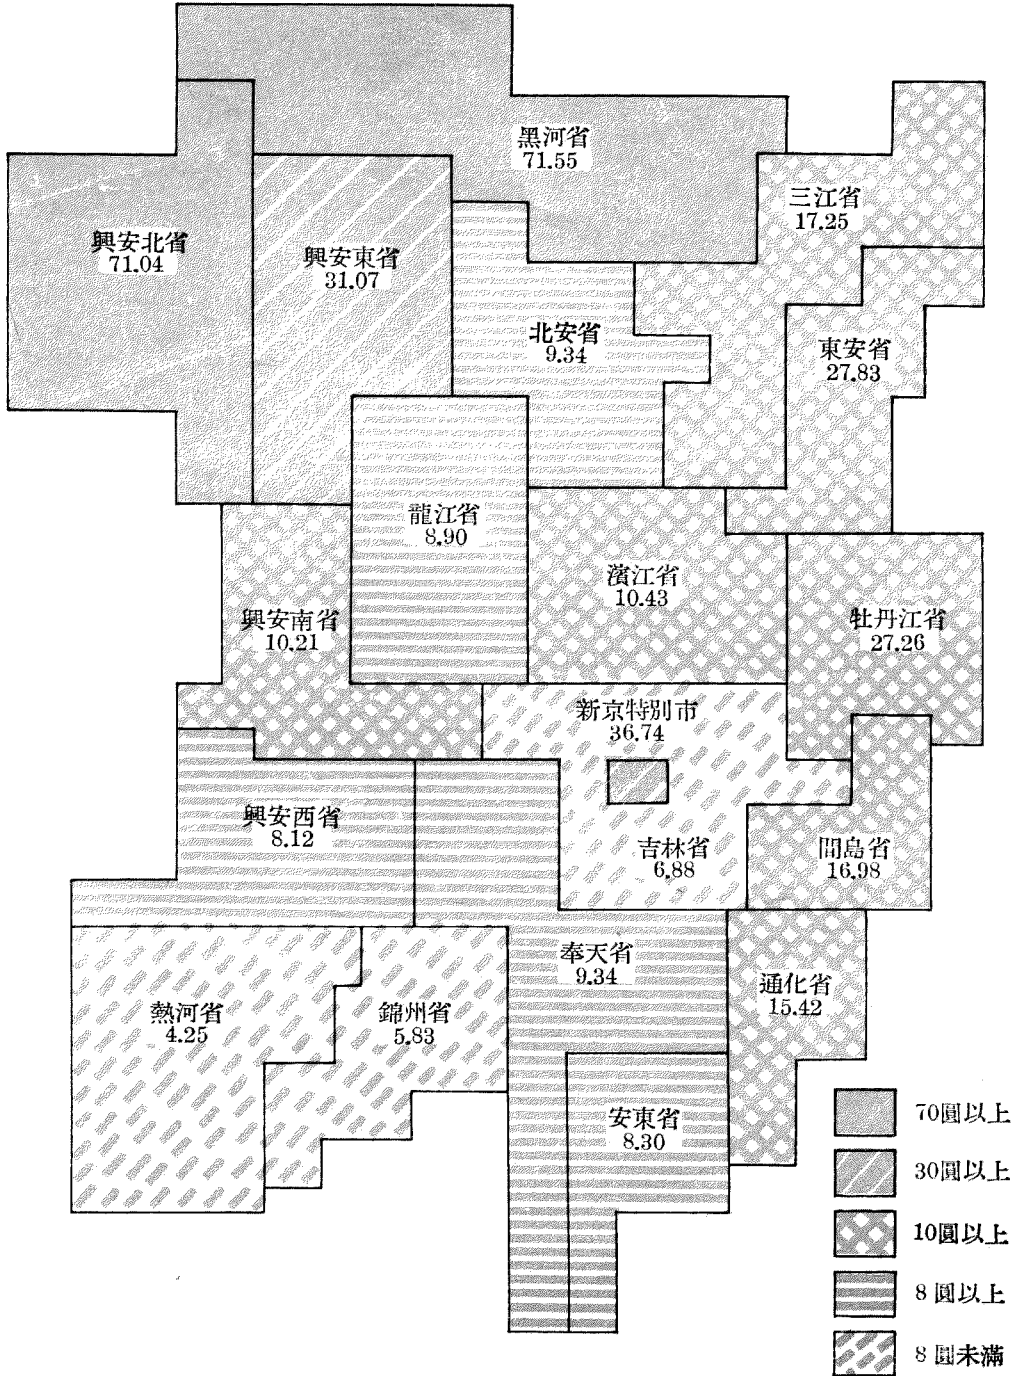 黑河省
71.55
三江省
17.25
興安北省
71.04
興安東省
31.07
北安省
9.34
東安省
27.83
龍江省
8.90
濱江省
10.43
興安南省
10.21
牡丹江省
27.26
新京特別市
36.74
興安西省
8.12
吉林省
6.88
間島省
16.98
奉天省
9.34
通化省
15.42
熱河省
4.25
錦州省
5.83
安東省
8.30
70圓以上
30圓以上
10圓以上
8圓以上
8圓未滿